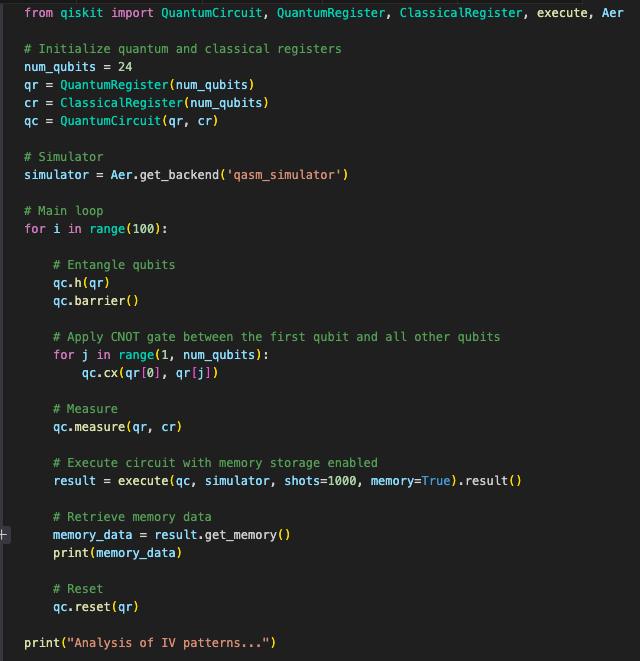 from qiskit import QuantumCircuit, QuantumRegister, ClassicalRegister, execute, Aer

# Initialize quantum and classical registers
num_qubits = 24
qr = QuantumRegister(num_qubits)
cr = ClassicalRegister(num_qubits)
qc = QuantumCircuit(qr, cr)

# Simulator
simulator = Aer.get_backend('qasm_simulator')

# Main loop
for i in range(100):

    # Entangle qubits
    qc.h(qr)
    qc.barrier()

    # Apply CNOT gate between the first qubit and all other qubits
    for j in range(1, num_qubits):
        qc.cx(qr[0], qr[j])

    # Measure
    qc.measure(qr, cr)

    # Execute circuit with memory storage enabled
    result = execute(qc, simulator, shots=1000, memory=True).result()

    # Retrieve memory data
    memory_data = result.get_memory()
    print(memory_data)

    # Reset
    qc.reset(qr)

print("Analysis of IV patterns...")